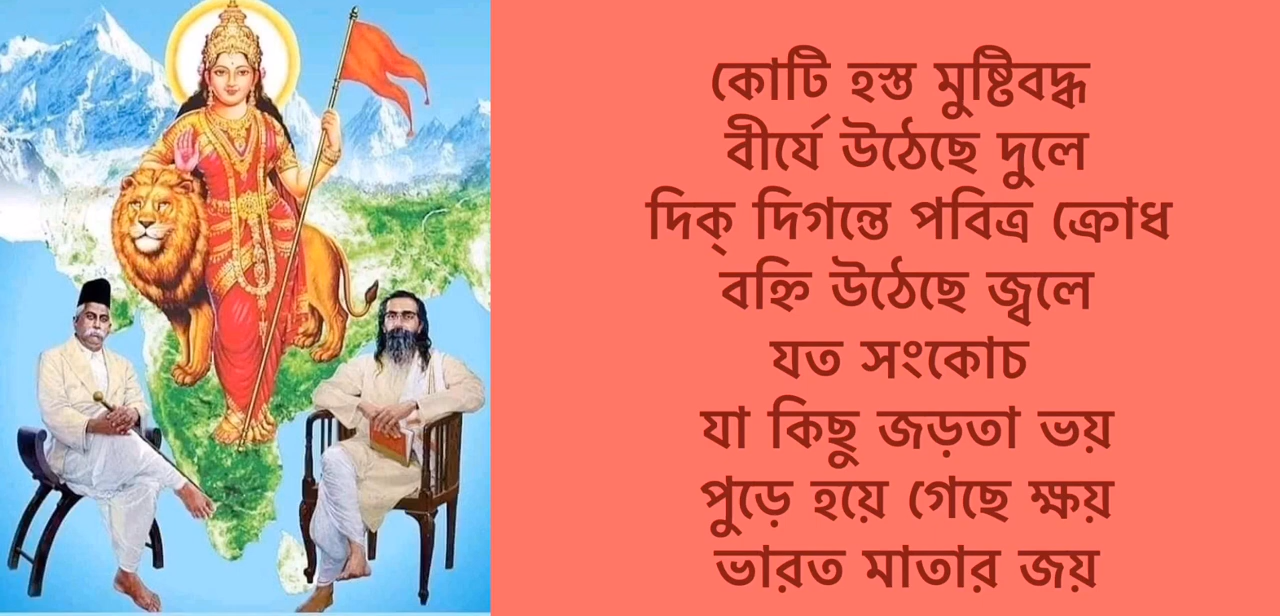 কোটি হস্ত মুষ্টিবদ্ধ
বীর্যে উঠেছে দুলে
দিক্ দিগন্তে পবিত্র ক্রোধ
বহ্নি উঠেছে জ্বলে
যত সংকোচ
যা কিছু জড়তা ভয়
পুড়ে হয়ে গেছে ক্ষয়
ভারত মাতার জয়